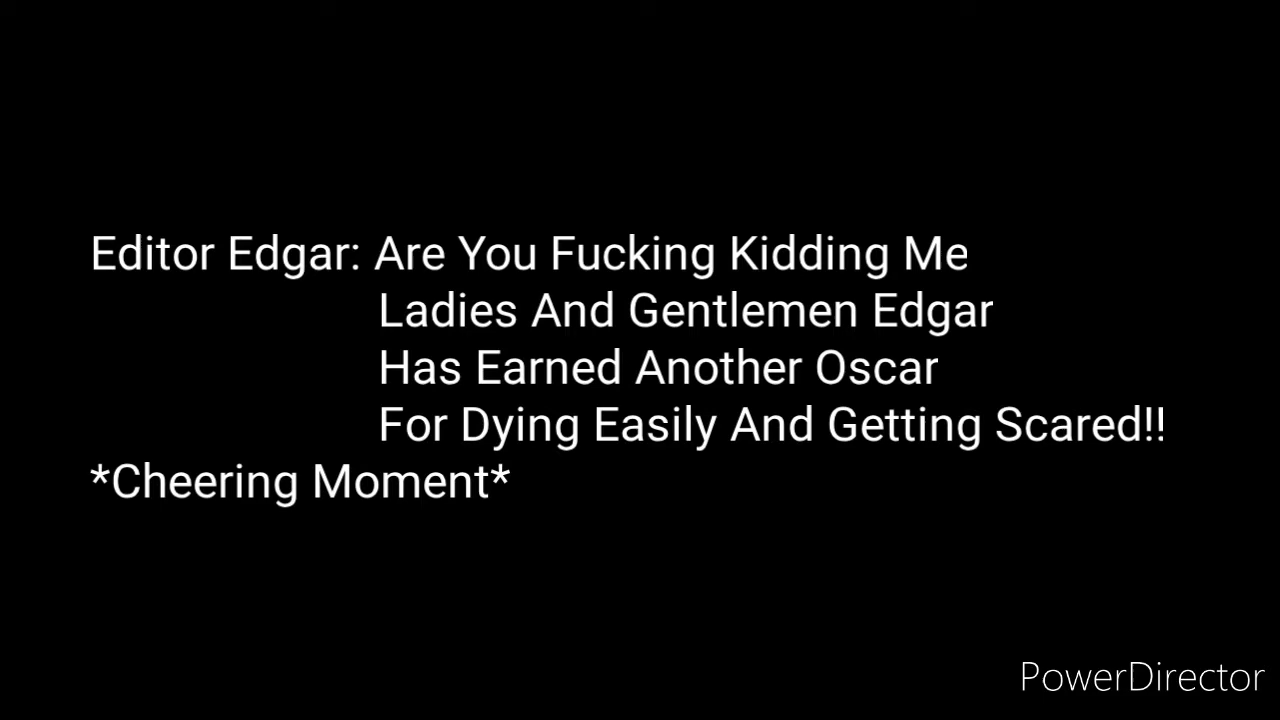 Editor Edgar: Are You Fucking Kidding Me
Ladies And Gentlemen Edgar
Has Earned Another Oscar
For Dying Easily And Getting Scared!!
*Cheering Moment*
PowerDirector